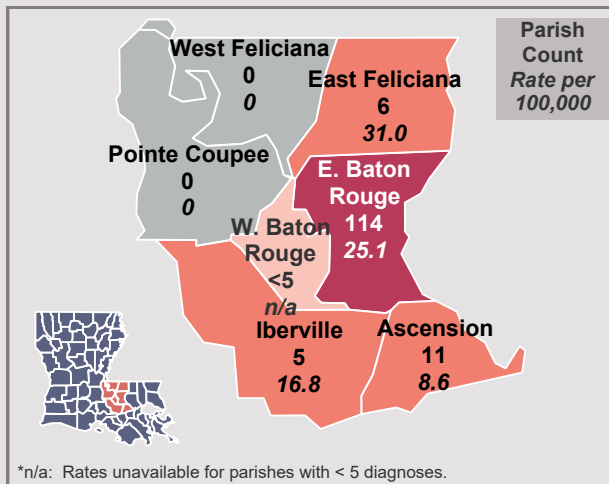 Parish
Count
Rate per
100,000
West Feliciana
0
0
East Feliciana
6
31.0
Pointe Coupee
0
0
E. Baton
Rouge
114
25.1
W. Baton
Rouge
<5
n/a
Iberville
5
16.8
Ascension
11
8.6
*n/a:  Rates unavailable for parishes with < 5 diagnoses.